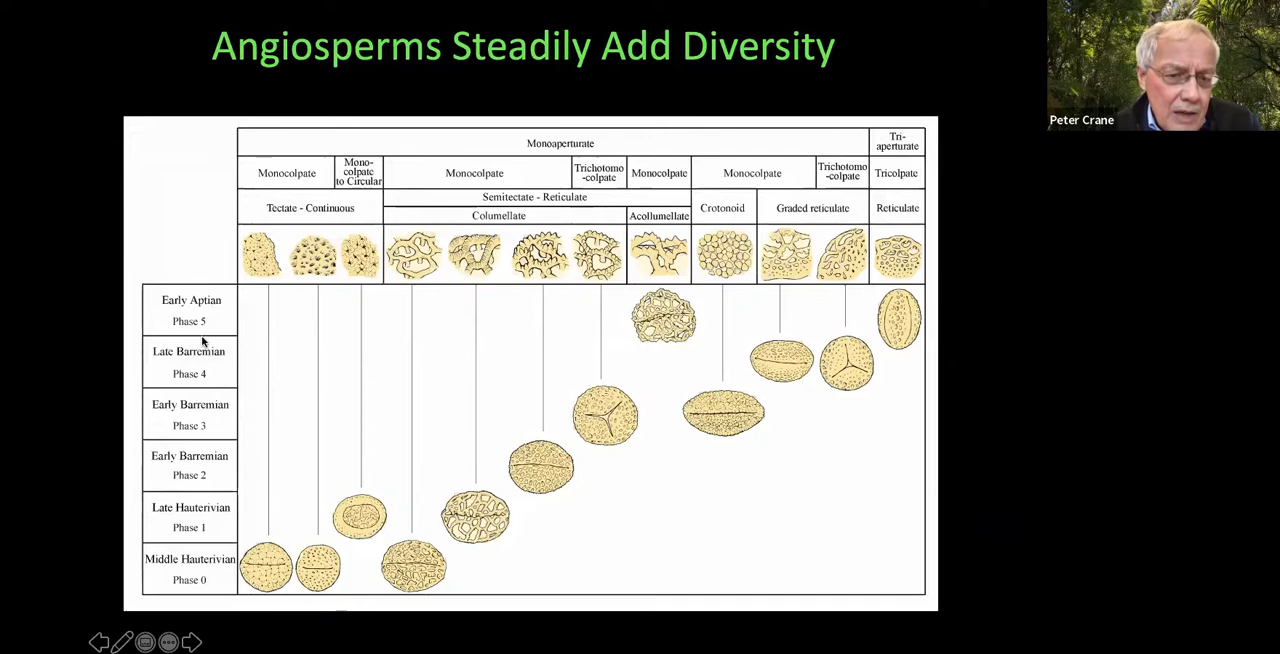 Angiosperms Steadily Add Diversity
Peter Crane
Monoaperturate
Tri-
aperturate
Monocolpate
Mono-
colpate
to Circular
Monocolpate
Trichotomo
-colpate
Monocolpate
Monocolpate
Trichotomo
-colpate
Tricolpate
Tectate - Continuous
Semitectate - Reticulate
Columellate
Acollumellate
Crotonoid
Graded reticulate
Reticulate
Early Aptian
Phase 5
Late Barremian
Phase 4
Early Barremian
Phase 3
Early Barremian
Phase 2
Late Hauterivian
Phase 1
Middle Hauterivian
Phase 0